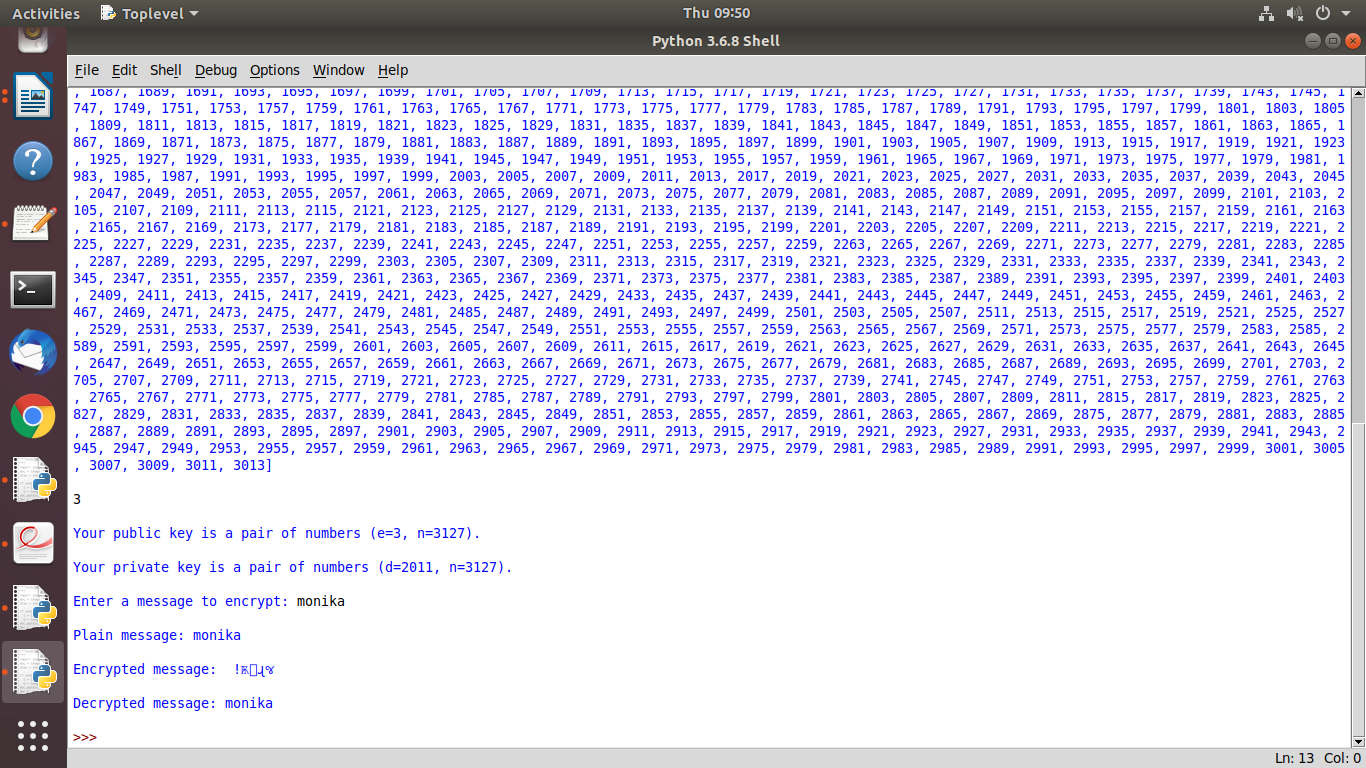 Activities Toplevel Thu 09:50
Python 3.6.8 Shell
File Edit Shell Debug Options Window Help
, 1687, 1689, 1691, 1693, 1695, 1697, 1699, 1701, 1705, 1707, 1709, 1713, 1715, 1717, 1719, 1721, 1723, 1725, 1727, 1731, 1733, 1735, 1737, 1739, 1743, 1745, 1
747, 1749, 1751, 1753, 1757, 1759, 1761, 1763, 1765, 1767, 1771, 1773, 1775, 1777, 1779, 1783, 1785, 1787, 1789, 1791, 1793, 1795, 1797, 1799, 1801, 1803, 1805
, 1809, 1811, 1813, 1815, 1817, 1819, 1821, 1823, 1825, 1829, 1831, 1835, 1837, 1839, 1841, 1843, 1845, 1847, 1849, 1851, 1853, 1855, 1857, 1861, 1863, 1865, 1
867, 1869, 1871, 1873, 1875, 1877, 1879, 1881, 1883, 1887, 1889, 1891, 1893, 1895, 1897, 1899, 1901, 1903, 1905, 1907, 1909, 1913, 1915, 1917, 1919, 1921, 1923
, 1925, 1927, 1929, 1931, 1933, 1935, 1939, 1941, 1945, 1947, 1949, 1951, 1953, 1955, 1957, 1959, 1961, 1965, 1967, 1969, 1971, 1973, 1975, 1977, 1979, 1981, 1
983, 1985, 1987, 1991, 1993, 1995, 1997, 1999, 2003, 2005, 2007, 2009, 2011, 2013, 2017, 2019, 2021, 2023, 2025, 2027, 2031, 2033, 2035, 2037, 2039, 2043, 2045
, 2047, 2049, 2051, 2053, 2055, 2057, 2061, 2063, 2065, 2069, 2071, 2073, 2075, 2077, 2079, 2081, 2083, 2085, 2087, 2089, 2091, 2095, 2097, 2099, 2101, 2103, 2
105, 2107, 2109, 2111, 2113, 2115, 2121, 2123, 2125, 2127, 2129, 2131, 2133, 2135, 2137, 2139, 2141, 2143, 2147, 2149, 2151, 2153, 2155, 2157, 2159, 2161, 2163
, 2165, 2167, 2169, 2173, 2177, 2179, 2181, 2183, 2185, 2187, 2189, 2191, 2193, 2195, 2199, 2201, 2203, 2205, 2207, 2209, 2211, 2213, 2215, 2217, 2219, 2221, 2
225, 2227, 2229, 2231, 2235, 2237, 2239, 2241, 2243, 2245, 2247, 2251, 2253, 2255, 2257, 2259, 2263, 2265, 2267, 2269, 2271, 2273, 2277, 2279, 2281, 2283, 2285
, 2287, 2289, 2293, 2295, 2297, 2299, 2303, 2305, 2307, 2309, 2311, 2313, 2315, 2317, 2319, 2321, 2323, 2325, 2329, 2331, 2333, 2335, 2337, 2339, 2341, 2343, 2
345, 2347, 2351, 2355, 2357, 2359, 2361, 2363, 2365, 2367, 2369, 2371, 2373, 2375, 2377, 2381, 2383, 2385, 2387, 2389, 2391, 2393, 2395, 2397, 2399, 2401, 2403
, 2409, 2411, 2413, 2415, 2417, 2419, 2421, 2423, 2425, 2427, 2429, 2433, 2435, 2437, 2439, 2441, 2443, 2445, 2447, 2449, 2451, 2453, 2455, 2459, 2461, 2463, 2
467, 2469, 2471, 2473, 2475, 2477, 2479, 2481, 2485, 2487, 2489, 2491, 2493, 2497, 2499, 2501, 2503, 2505, 2507, 2511, 2513, 2515, 2517, 2519, 2521, 2525, 2527
, 2529, 2531, 2533, 2537, 2539, 2541, 2543, 2545, 2547, 2549, 2551, 2553, 2555, 2557, 2559, 2563, 2565, 2567, 2569, 2571, 2573, 2575, 2577, 2579, 2583, 2585, 2
589, 2591, 2593, 2595, 2597, 2599, 2601, 2603, 2605, 2607, 2609, 2611, 2615, 2617, 2619, 2621, 2623, 2625, 2627, 2629, 2631, 2633, 2635, 2637, 2641, 2643, 2645
, 2647, 2649, 2651, 2653, 2655, 2657, 2659, 2661, 2663, 2667, 2669, 2671, 2673, 2675, 2677, 2679, 2681, 2683, 2685, 2687, 2689, 2693, 2695, 2699, 2701, 2703, 2
705, 2707, 2709, 2711, 2713, 2715, 2719, 2721, 2723, 2725, 2727, 2729, 2731, 2733, 2735, 2737, 2739, 2741, 2745, 2747, 2749, 2751, 2753, 2757, 2759, 2761, 2763
, 2765, 2767, 2771, 2773, 2775, 2777, 2779, 2781, 2785, 2787, 2789, 2791, 2793, 2797, 2799, 2801, 2803, 2805, 2807, 2809, 2811, 2815, 2817, 2819, 2823, 2825, 2
827, 2829, 2831, 2833, 2835, 2837, 2839, 2841, 2843, 2845, 2849, 2851, 2853, 2855, 2857, 2859, 2861, 2863, 2865, 2867, 2869, 2875, 2877, 2879, 2881, 2883, 2885
, 2887, 2889, 2891, 2893, 2895, 2897, 2901, 2903, 2905, 2907, 2909, 2911, 2913, 2915, 2917, 2919, 2921, 2923, 2927, 2931, 2933, 2935, 2937, 2939, 2941, 2943, 2
945, 2947, 2949, 2953, 2955, 2957, 2959, 2961, 2963, 2965, 2967, 2969, 2971, 2973, 2975, 2979, 2981, 2983, 2985, 2989, 2991, 2993, 2995, 2997, 2999, 3001, 3005
, 3007, 3009, 3011, 3013]
3
Your public key is a pair of numbers (e=3, n=3127).
Your private key is a pair of numbers (d=2011, n=3127).
Enter a message to encrypt: monika
Plain message: monika
Encrypted message: !
Decrypted message: monika
>>>
Ln: 13 Col: 0